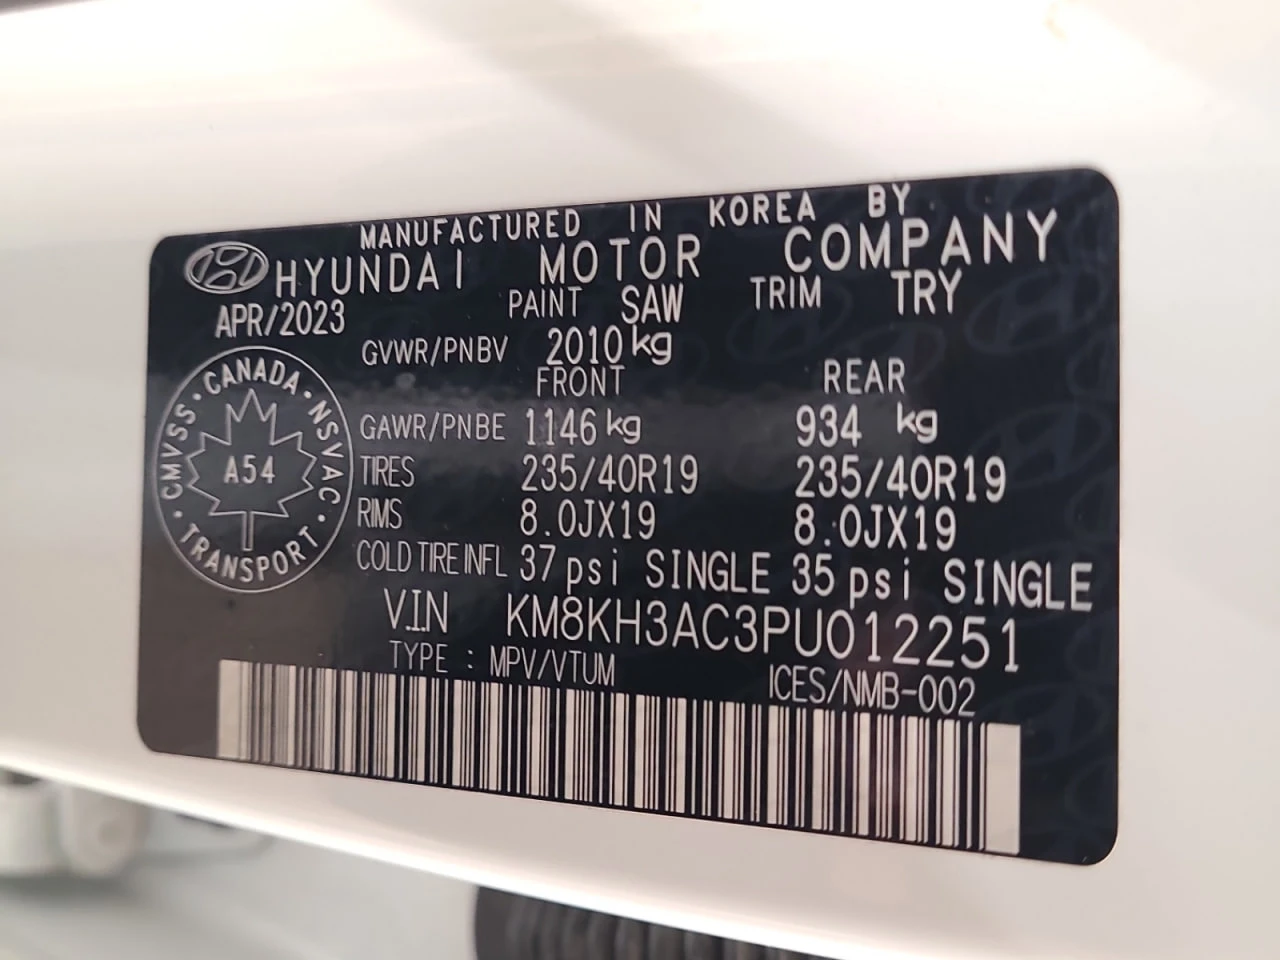 MANUFACTURED IN KOREA BY
HYUNDAI MOTOR COMPANY
APR/2023 PAINT SAW TRIM TRY
GVWR/PNBV 2010 kg
FRONT REAR
GAWR/PNBE 1146 kg 934 kg
TIRES 235/40R19 235/40R19
RIMS 8.0JX19 8.0JX19
COLD TIRE INFL 37 psi SINGLE 35 psi SINGLE
V.I.N KM8KH3AC3PU012251
TYPE : MPV/VTUM ICES/NMB-002
CANADA · NSVAC · TRANSPORT · CMVSS ·
A54